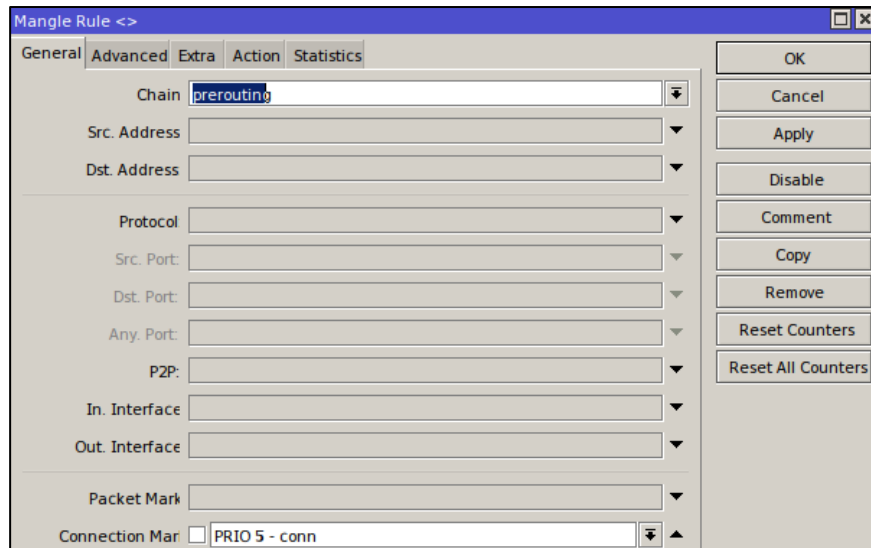 Mangle Rule <>
General Advanced Extra Action Statistics
Chain prerouting
Src. Address
Dst. Address
Protocol
Src. Port:
Dst. Port:
Any. Port:
P2P:
In. Interface
Out. Interface
Packet Mark
Connection Mar PRIO 5 - conn
OK
Cancel
Apply
Disable
Comment
Copy
Remove
Reset Counters
Reset All Counters